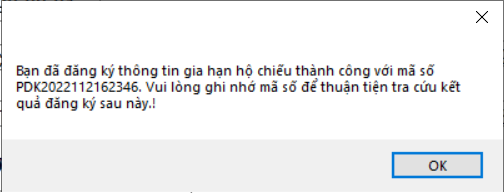 Bạn đã đăng ký thông tin gia hạn hộ chiếu thành công với mã số
PDK2022112162346. Vui lòng ghi nhớ mã số để thuận tiện tra cứu kết
quả đăng ký sau này.!
OK